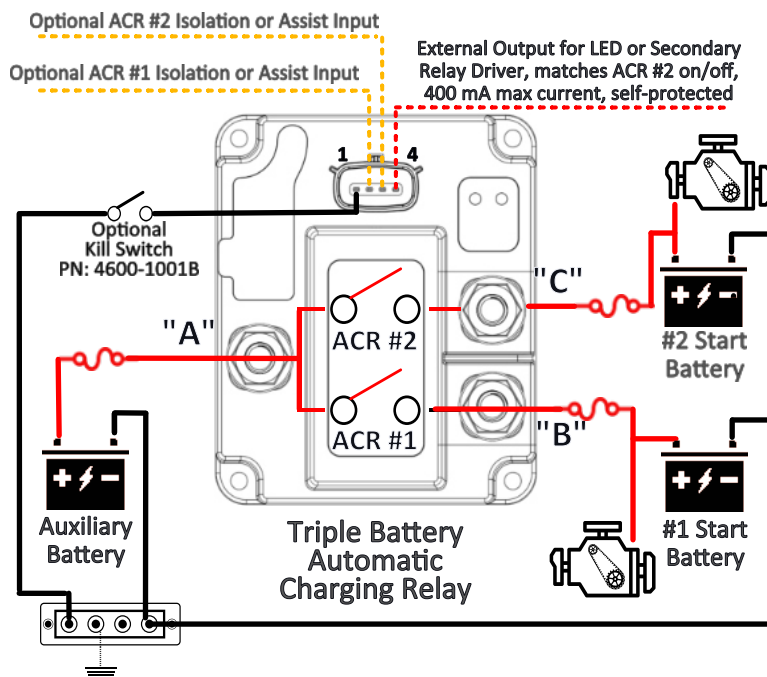 Optional ACR #2 Isolation or Assist Input
Optional ACR #1 Isolation or Assist Input
External Output for LED or Secondary
Relay Driver, matches ACR #2 on/off,
400 mA max current, self-protected
1
4
Optional
Kill Switch
PN: 4600-1001B
"A"
"C"
ACR #2
#2 Start
Battery
ACR #1
"B"
Auxiliary
Battery
#1 Start
Battery
Triple Battery
Automatic
Charging Relay